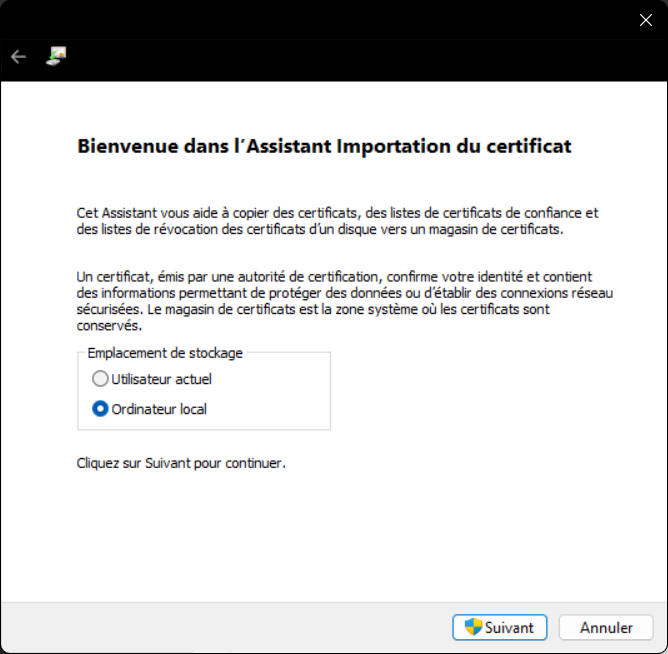 Bienvenue dans l'Assistant Importation du certificat
Cet Assistant vous aide à copier des certificats, des listes de certificats de confiance et
des listes de révocation des certificats d'un disque vers un magasin de certificats.
Un certificat, émis par une autorité de certification, confirme votre identité et contient
des informations permettant de protéger des données ou d'établir des connexions réseau
sécurisées. Le magasin de certificats est la zone système où les certificats sont
conservés.
Emplacement de stockage
Utilisateur actuel
Ordinateur local
Cliquez sur Suivant pour continuer.
Suivant
Annuler